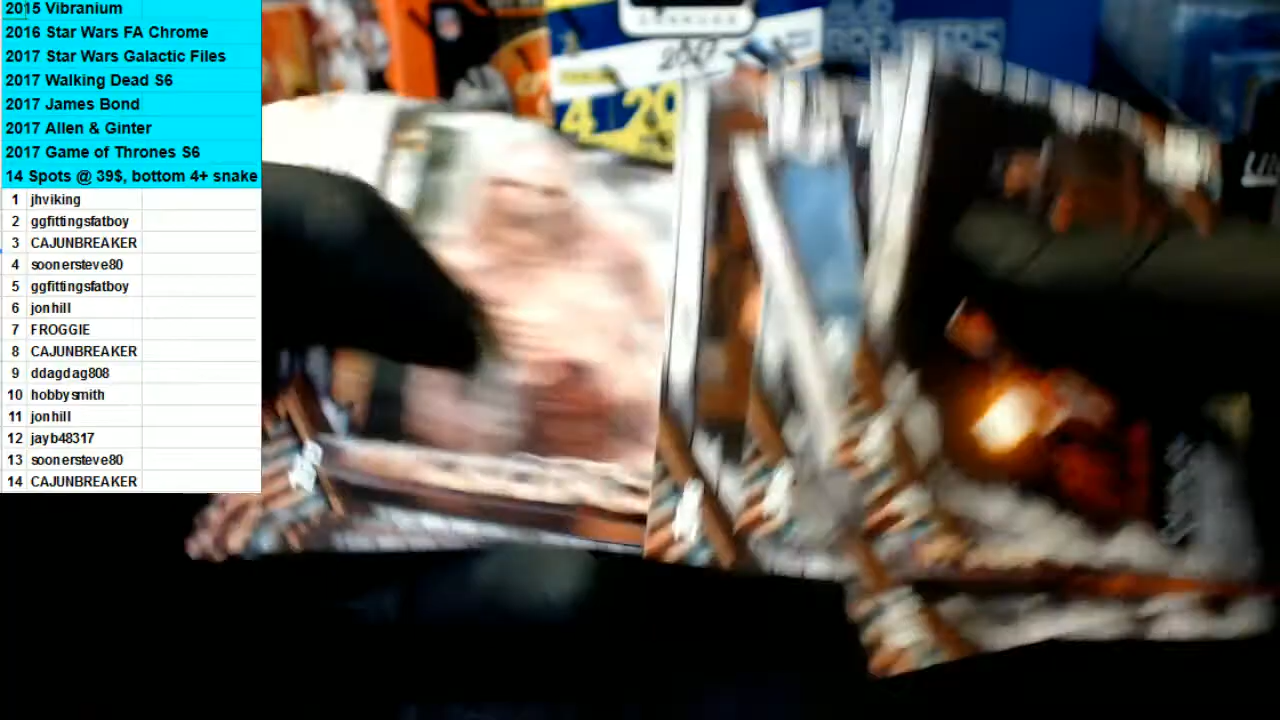 2015 Vibranium
2016 Star Wars FA Chrome
2017 Star Wars Galactic Files
2017 Walking Dead S6
2017 James Bond
2017 Allen & Ginter
2017 Game of Thrones S6
14 Spots @ 39$, bottom 4+ snake
1 jhviking
2 ggfittingsfatboy
3 CAJUNBREAKER
4 soonersteve80
5 ggfittingsfatboy
6 jonhill
7 FROGGIE
8 CAJUNBREAKER
9 ddagdag808
10 hobbysmith
11 jonhill
12 jayb48317
13 soonersteve80
14 CAJUNBREAKER